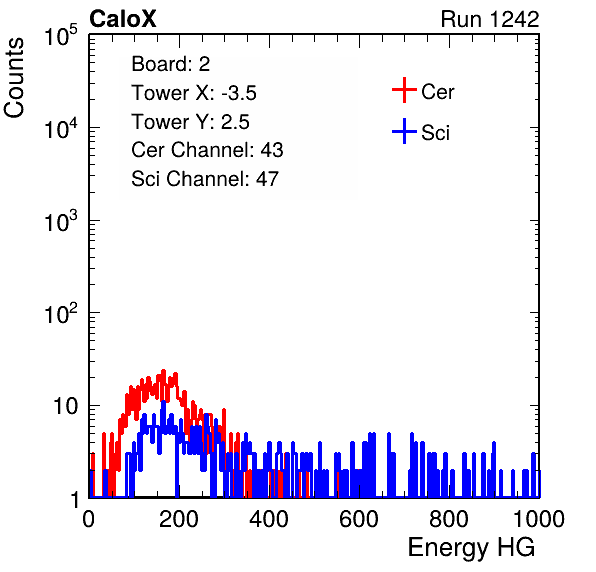 CaloX Run 1242
Counts
Board: 2
Tower X: -3.5
Tower Y: 2.5
Cer Channel: 43
Sci Channel: 47
Cer
Sci
10^5
10^4
10^3
10^2
10
1
0 200 400 600 800 1000
Energy HG